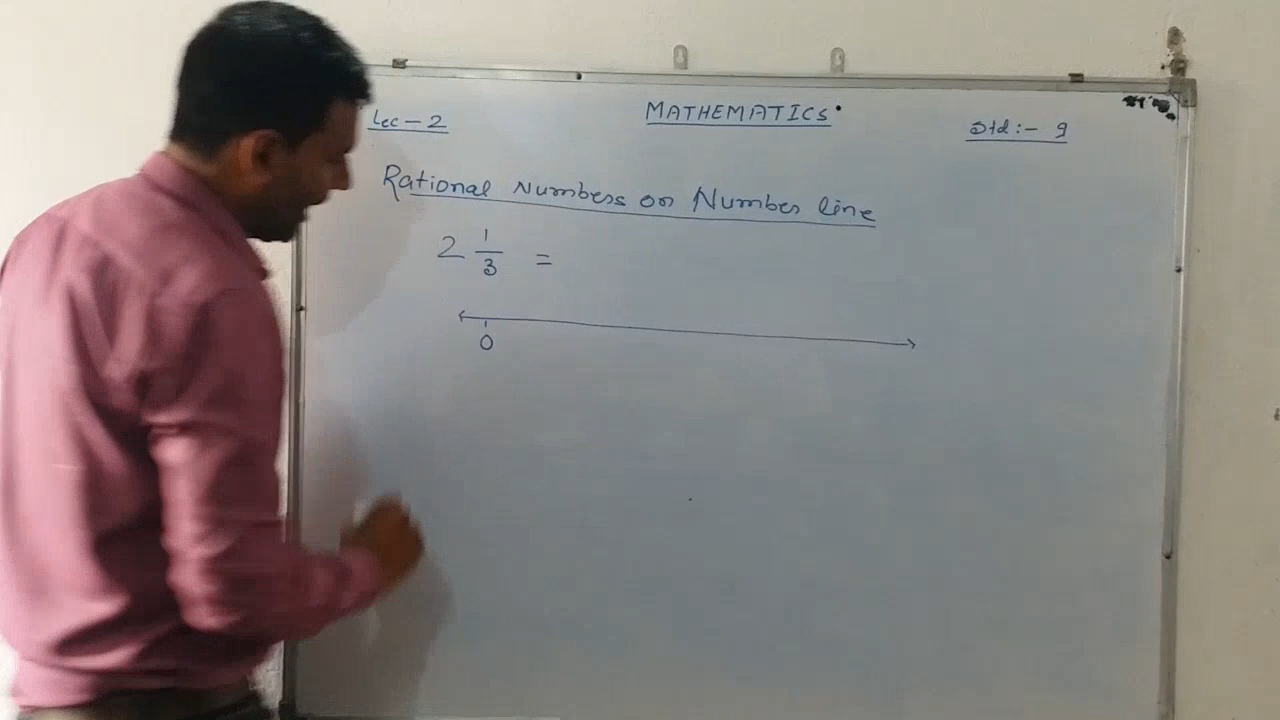 Lec - 2
MATHEMATICS
Std :- 9
Rational Numbers on Number line
2 1/3 =
0